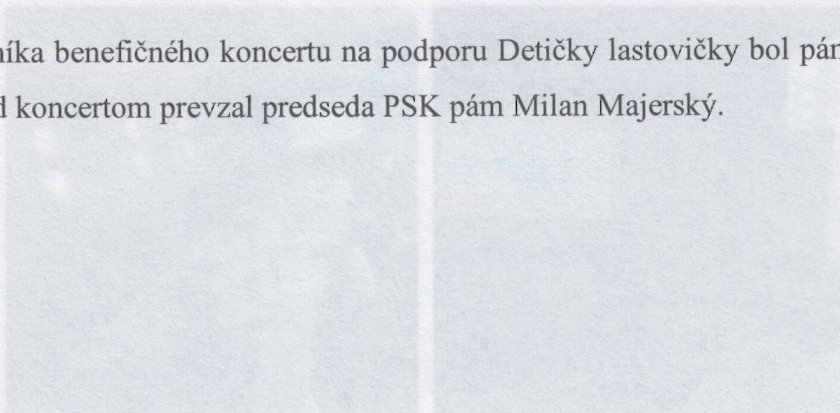 níka benefičného koncertu na podporu Detičky lastovičky bol pán
d koncertom prevzal predseda PSK pám Milan Majerský.